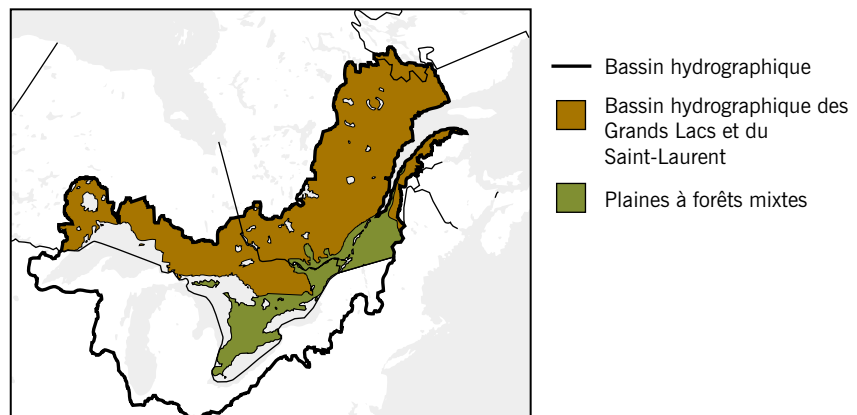 Bassin hydrographique
Bassin hydrographique des
Grands Lacs et du
Saint-Laurent
Plaines à forêts mixtes